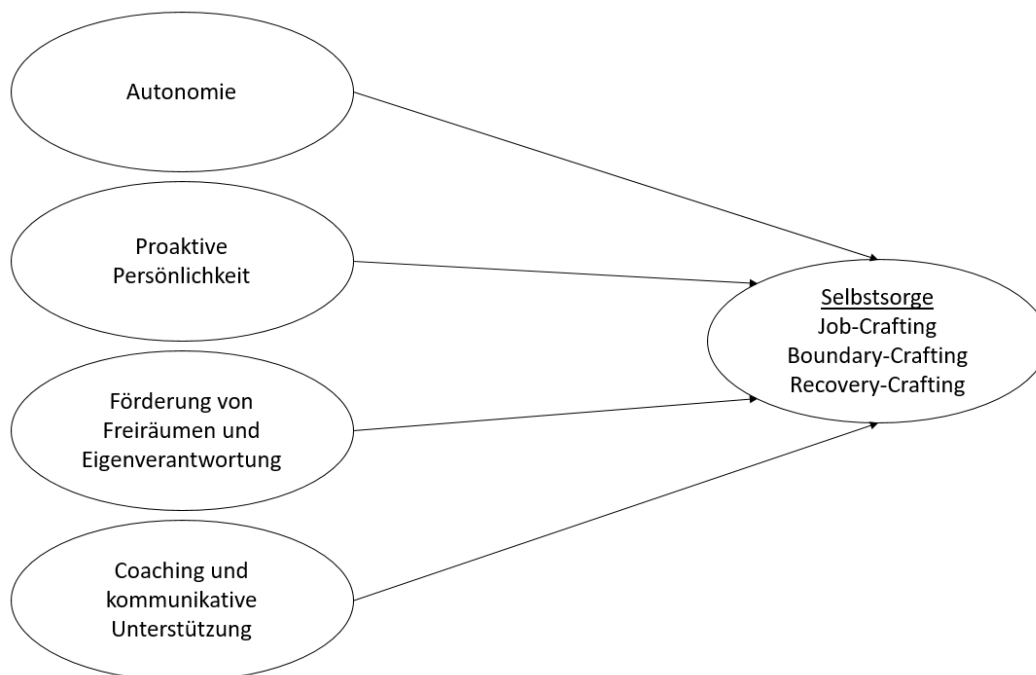 Autonomie
Proaktive
Persönlichkeit
Förderung von
Freiräumen und
Eigenverantwortung
Coaching und
kommunikative
Unterstützung
Selbstsorge
Job-Crafting
Boundary-Crafting
Recovery-Crafting